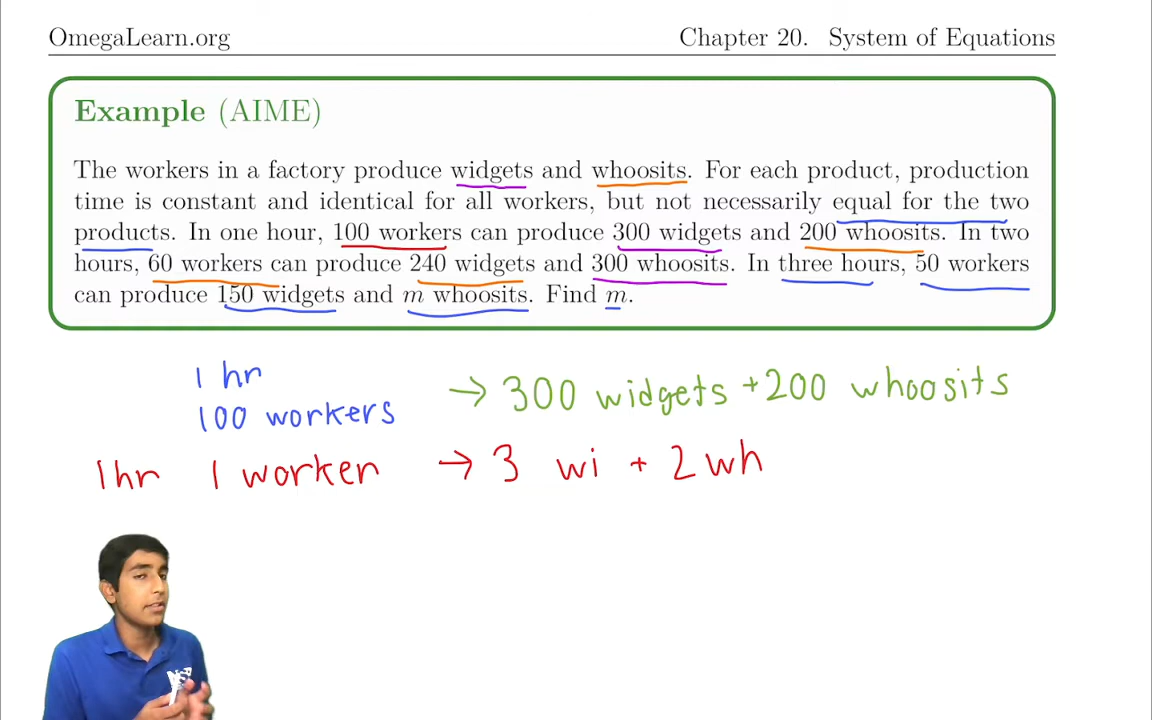 OmegaLearn.org Chapter 20. System of Equations
Example (AIME)
The workers in a factory produce widgets and whoosits. For each product, production
time is constant and identical for all workers, but not necessarily equal for the two
products. In one hour, 100 workers can produce 300 widgets and 200 whoosits. In two
hours, 60 workers can produce 240 widgets and 300 whoosits. In three hours, 50 workers
can produce 150 widgets and m whoosits. Find m.
1 hr
100 workers → 300 widgets + 200 whoosits
1hr 1 worker → 3 wi + 2wh